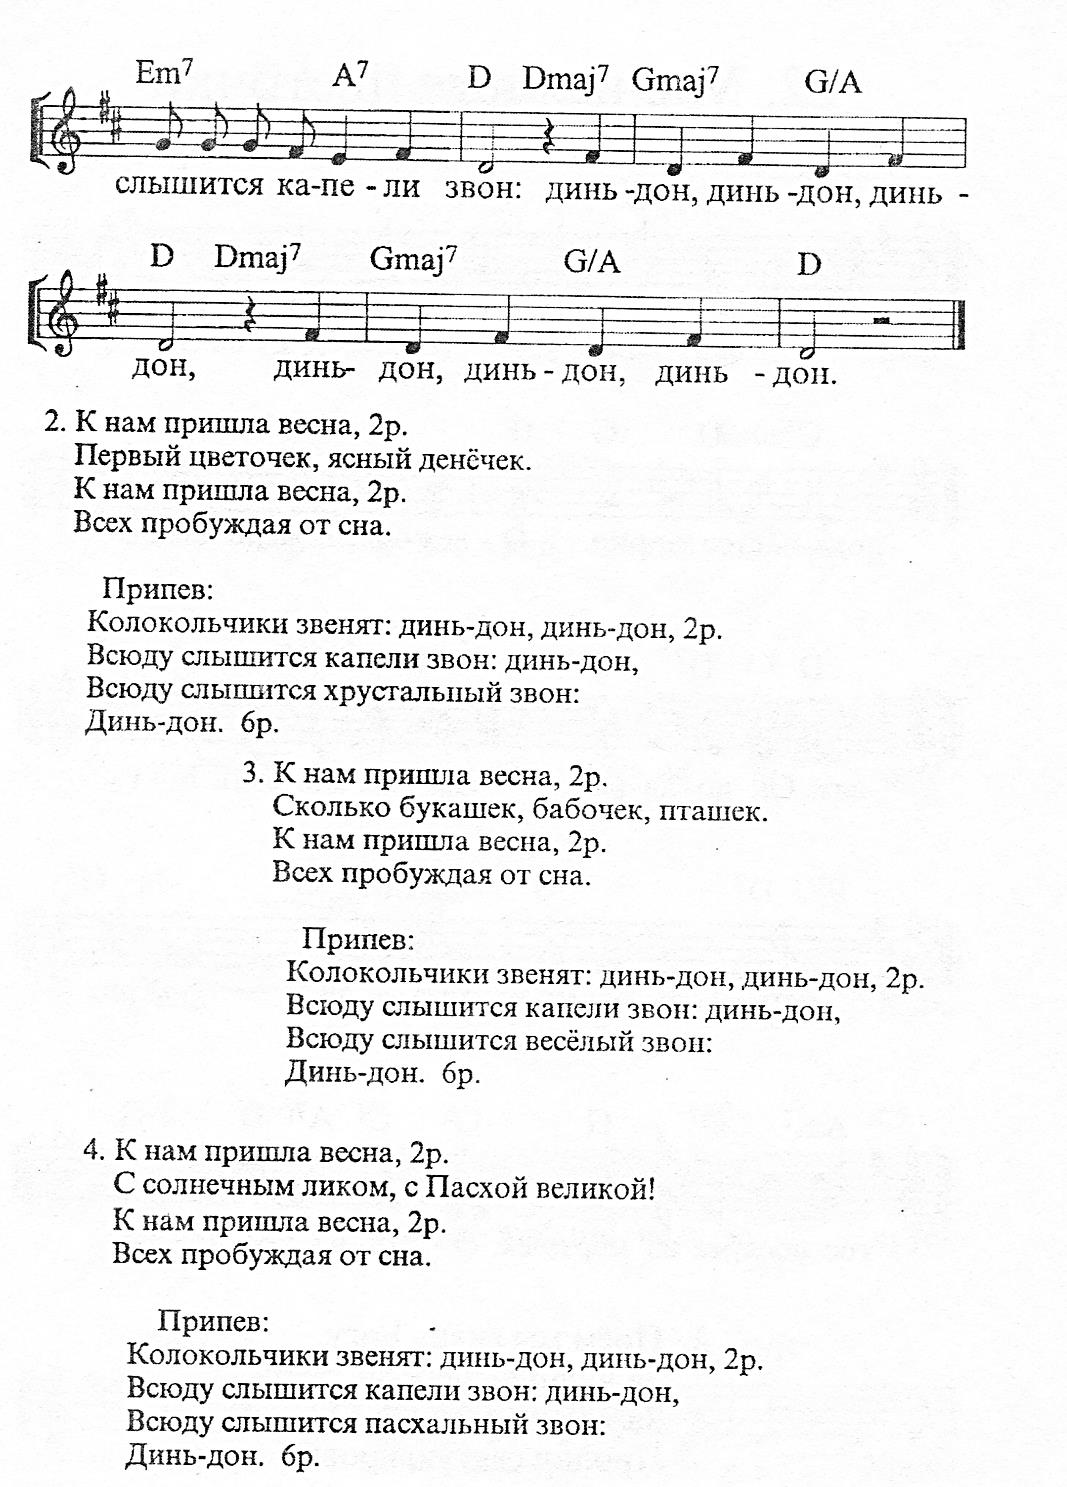 Em7 A7 D Dmaj7 Gmaj7 G/A
слышится ка-пе - ли звон: динь-дон, динь-дон, динь -
D Dmaj7 Gmaj7 G/A D
дон, динь- дон, динь - дон, динь - дон.
2. К нам пришла весна, 2р.
Первый цветочек, ясный денёчек.
К нам пришла весна, 2р.
Всех пробуждая от сна.
Припев:
Колокольчики звенят: динь-дон, динь-дон, 2р.
Всюду слышится капели звон: динь-дон,
Всюду слышится хрустальный звон:
Динь-дон. 6р.
3. К нам пришла весна, 2р.
Сколько букашек, бабочек, пташек.
К нам пришла весна, 2р.
Всех пробуждая от сна.
Припев:
Колокольчики звенят: динь-дон, динь-дон, 2р.
Всюду слышится капели звон: динь-дон,
Всюду слышится весёлый звон:
Динь-дон. 6р.
4. К нам пришла весна, 2р.
С солнечным ликом, с Пасхой великой!
К нам пришла весна, 2р.
Всех пробуждая от сна.
Припев:
Колокольчики звенят: динь-дон, динь-дон, 2р.
Всюду слышится капели звон: динь-дон,
Всюду слышится пасхальный звон:
Динь-дон. 6р.